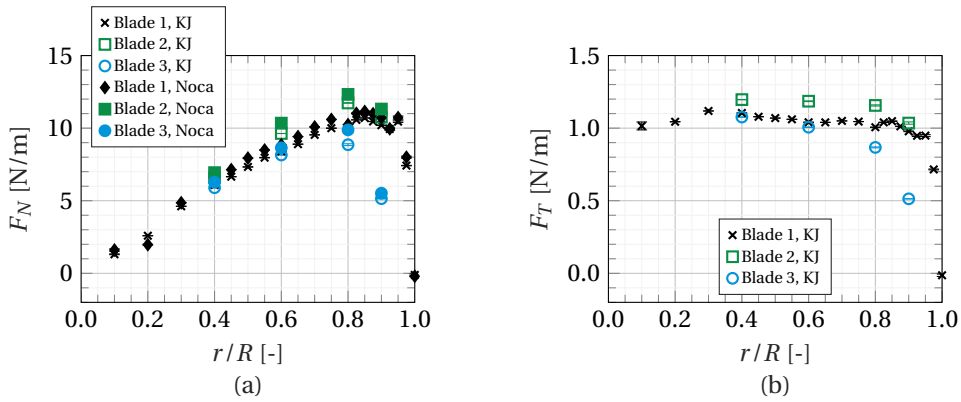 Blade 1, KJ
Blade 2, KJ
Blade 3, KJ
Blade 1, Noca
Blade 2, Noca
Blade 3, Noca
15
10
5
0
F_N [N/m]
0.0 0.2 0.4 0.6 0.8 1.0
r/R [-]
(a)
1.5
1.0
0.5
0.0
F_T [N/m]
Blade 1, KJ
Blade 2, KJ
Blade 3, KJ
0.0 0.2 0.4 0.6 0.8 1.0
r/R [-]
(b)